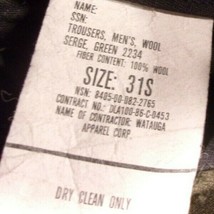 NAME:
SSN:
TROUSERS, MEN'S, WOOL
SERGE, GREEN 2234
FIBER CONTENT: 100% WOOL
SIZE: 31S
NSN: 8405-00-082-2765
CONTRACT NO.: DLA100-86-C-0453
NAME OF CONTRACTOR: WATAUGA
APPAREL CORP.
DRY CLEAN ONLY